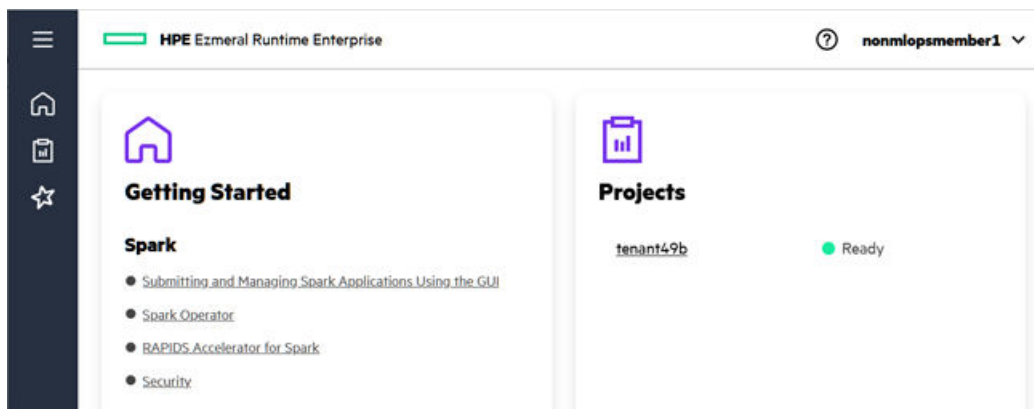 HPE Ezmeral Runtime Enterprise
nonmlopsmember1
Getting Started
Spark
Submitting and Managing Spark Applications Using the GUI
Spark Operator
RAPIDS Accelerator for Spark
Security
Projects
tenant49b
Ready